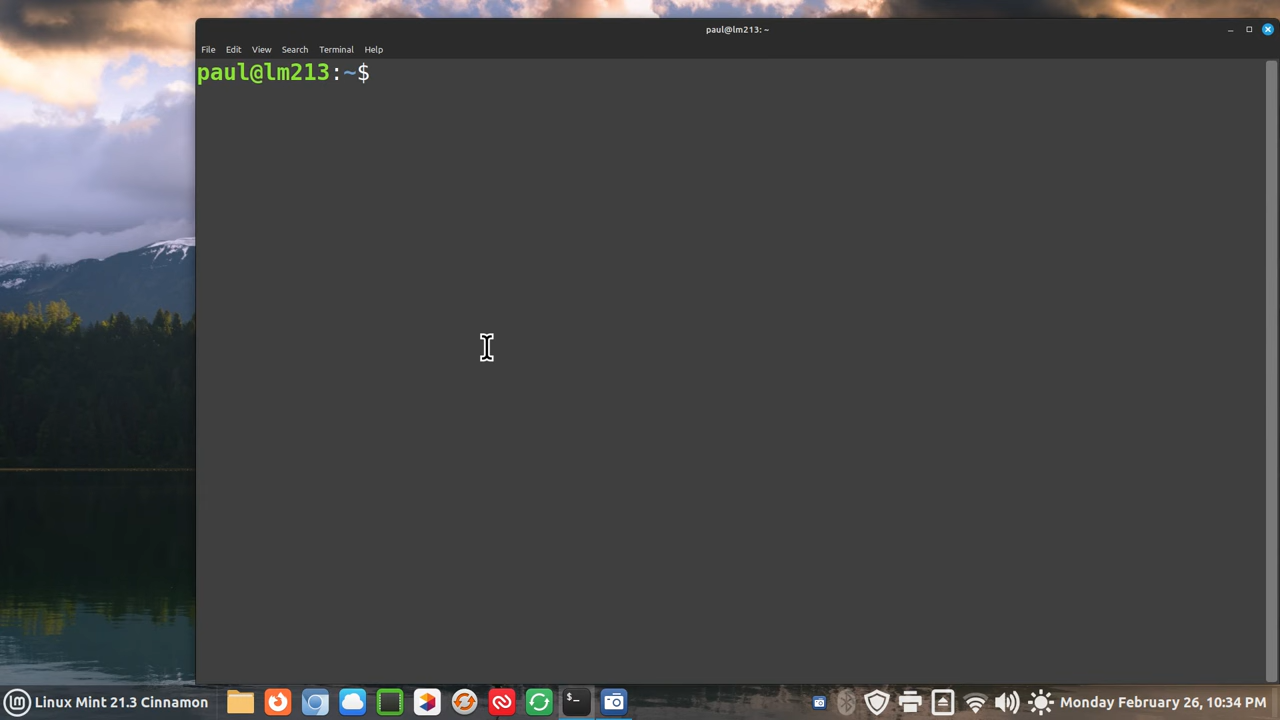 paul@lm213: ~
File Edit View Search Terminal Help
paul@lm213:~$
Linux Mint 21.3 Cinnamon
$_
Monday February 26, 10:34 PM